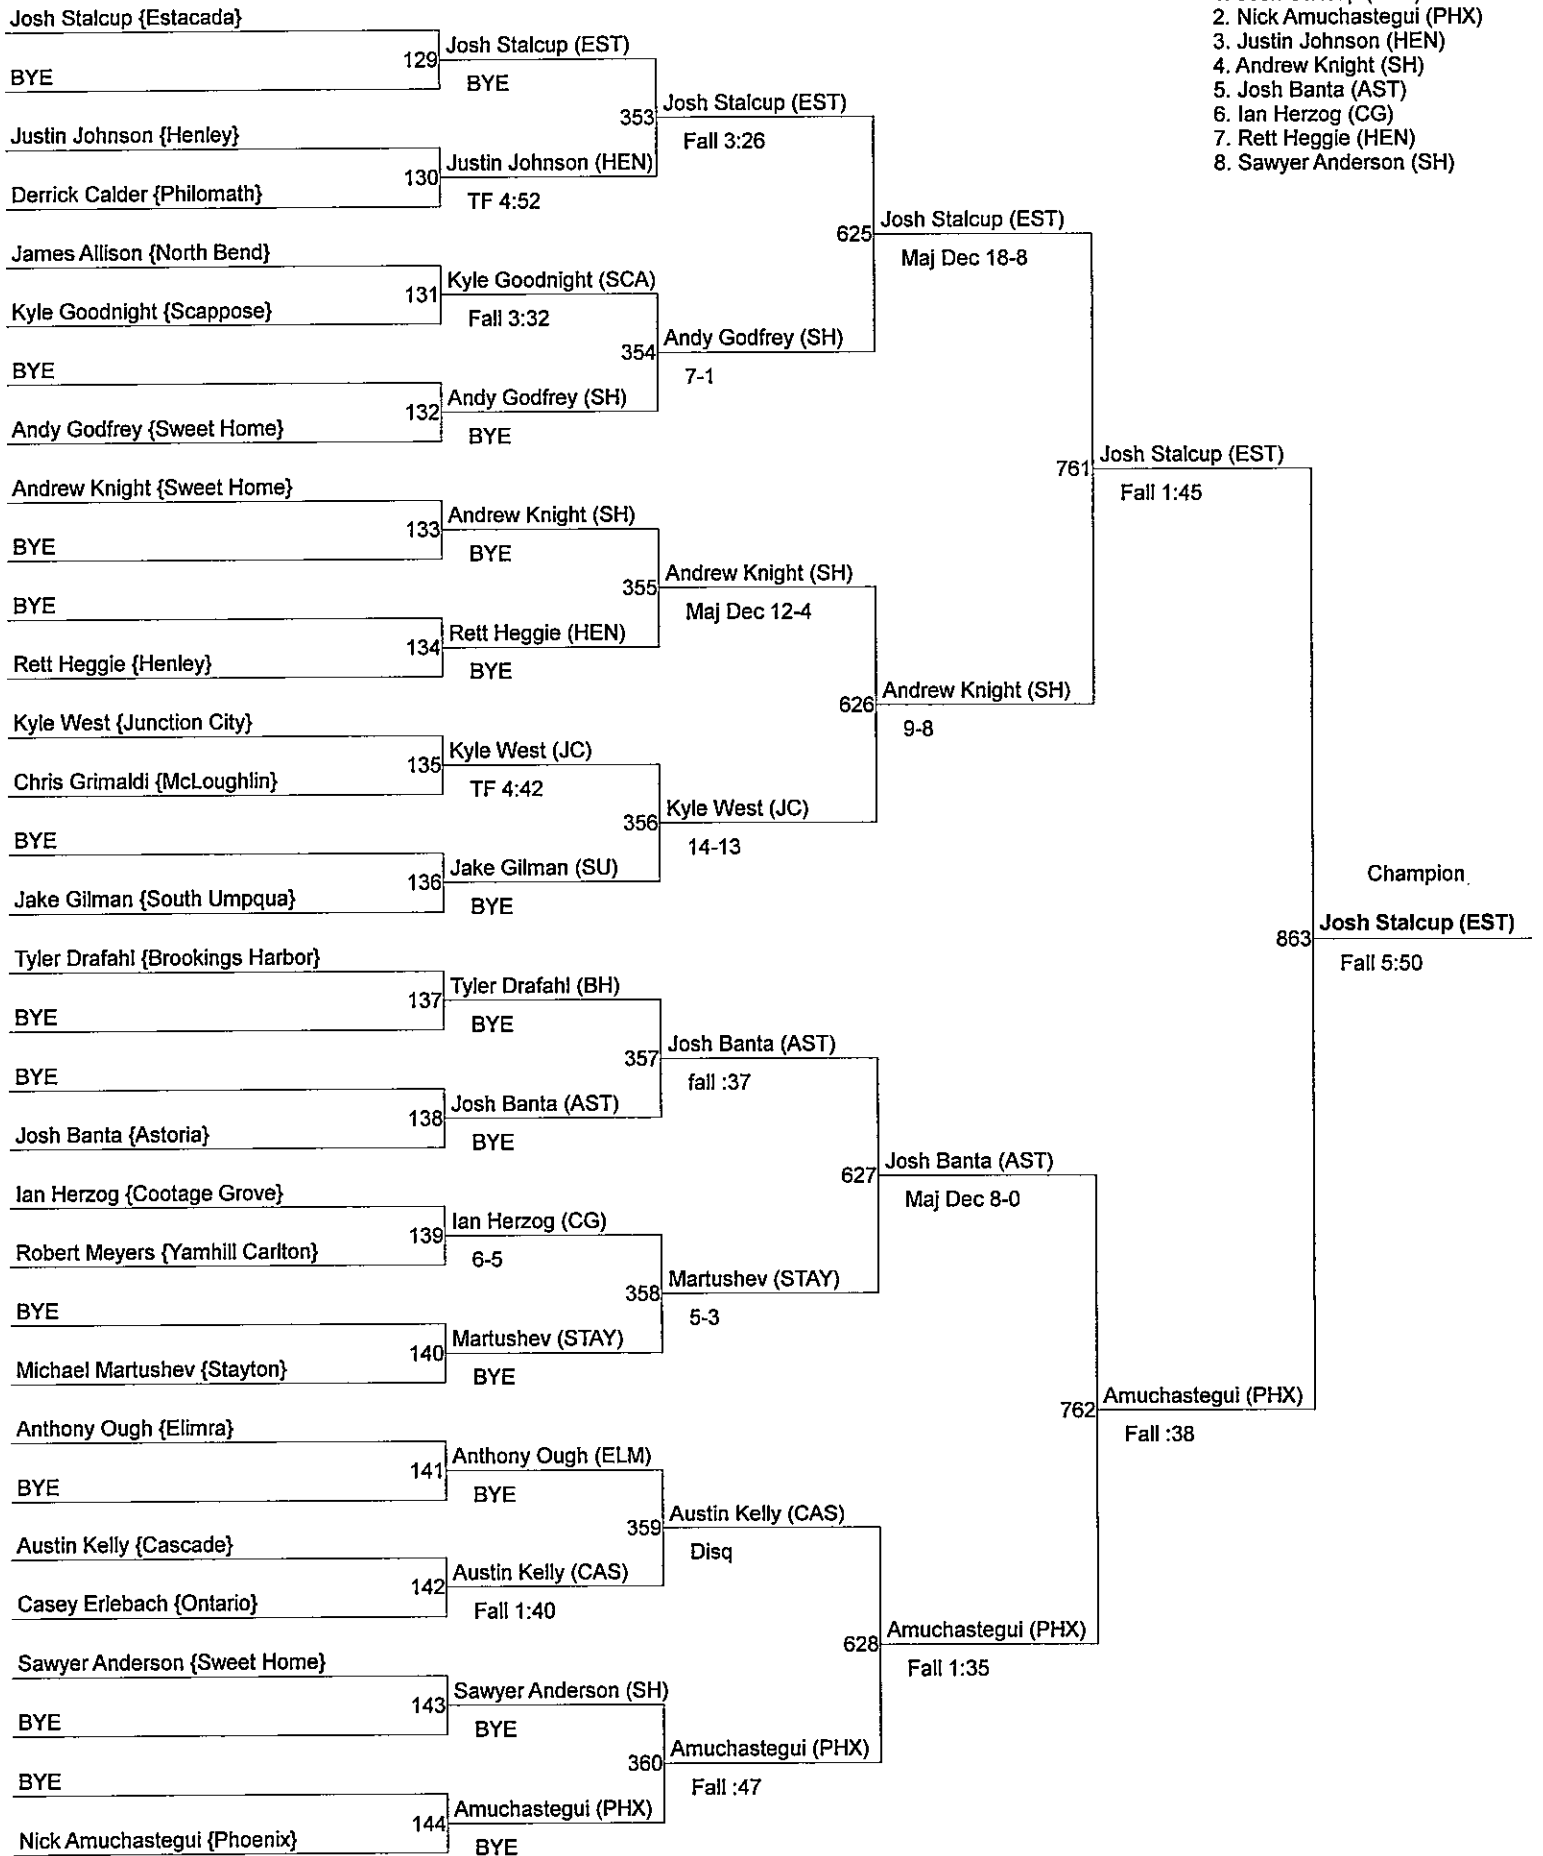 2. Nick Amuchastegui (PHX)
3. Justin Johnson (HEN)
4. Andrew Knight (SH)
5. Josh Banta (AST)
6. Ian Herzog (CG)
7. Rett Heggie (HEN)
8. Sawyer Anderson (SH)
Josh Stalcup {Estacada}
BYE
Justin Johnson {Henley}
Derrick Calder {Philomath}
James Allison {North Bend}
Kyle Goodnight {Scappose}
BYE
Andy Godfrey {Sweet Home}
Andrew Knight {Sweet Home}
BYE
BYE
Rett Heggie {Henley}
Kyle West {Junction City}
Chris Grimaldi {McLoughlin}
BYE
Jake Gilman {South Umpqua}
Tyler Drafahl {Brookings Harbor}
BYE
BYE
Josh Banta {Astoria}
Ian Herzog {Cootage Grove}
Robert Meyers {Yamhill Carlton}
BYE
Michael Martushev {Stayton}
Anthony Ough {Elimra}
BYE
Austin Kelly {Cascade}
Casey Erlebach {Ontario}
Sawyer Anderson {Sweet Home}
BYE
BYE
Nick Amuchastegui {Phoenix}
129 Josh Stalcup (EST)
BYE
130 Justin Johnson (HEN)
TF 4:52
131 Kyle Goodnight (SCA)
Fall 3:32
132 Andy Godfrey (SH)
BYE
133 Andrew Knight (SH)
BYE
134 Rett Heggie (HEN)
BYE
135 Kyle West (JC)
TF 4:42
136 Jake Gilman (SU)
BYE
137 Tyler Drafahl (BH)
BYE
138 Josh Banta (AST)
BYE
139 Ian Herzog (CG)
6-5
140 Martushev (STAY)
BYE
141 Anthony Ough (ELM)
BYE
142 Austin Kelly (CAS)
Fall 1:40
143 Sawyer Anderson (SH)
BYE
144 Amuchastegui (PHX)
BYE
353 Josh Stalcup (EST)
Fall 3:26
354 Andy Godfrey (SH)
7-1
355 Andrew Knight (SH)
Maj Dec 12-4
356 Kyle West (JC)
14-13
357 Josh Banta (AST)
fall :37
358 Martushev (STAY)
5-3
359 Austin Kelly (CAS)
Disq
360 Amuchastegui (PHX)
Fall :47
625 Josh Stalcup (EST)
Maj Dec 18-8
626 Andrew Knight (SH)
9-8
627 Josh Banta (AST)
Maj Dec 8-0
628 Amuchastegui (PHX)
Fall 1:35
761 Josh Stalcup (EST)
Fall 1:45
762 Amuchastegui (PHX)
Fall :38
Champion
863 Josh Stalcup (EST)
Fall 5:50